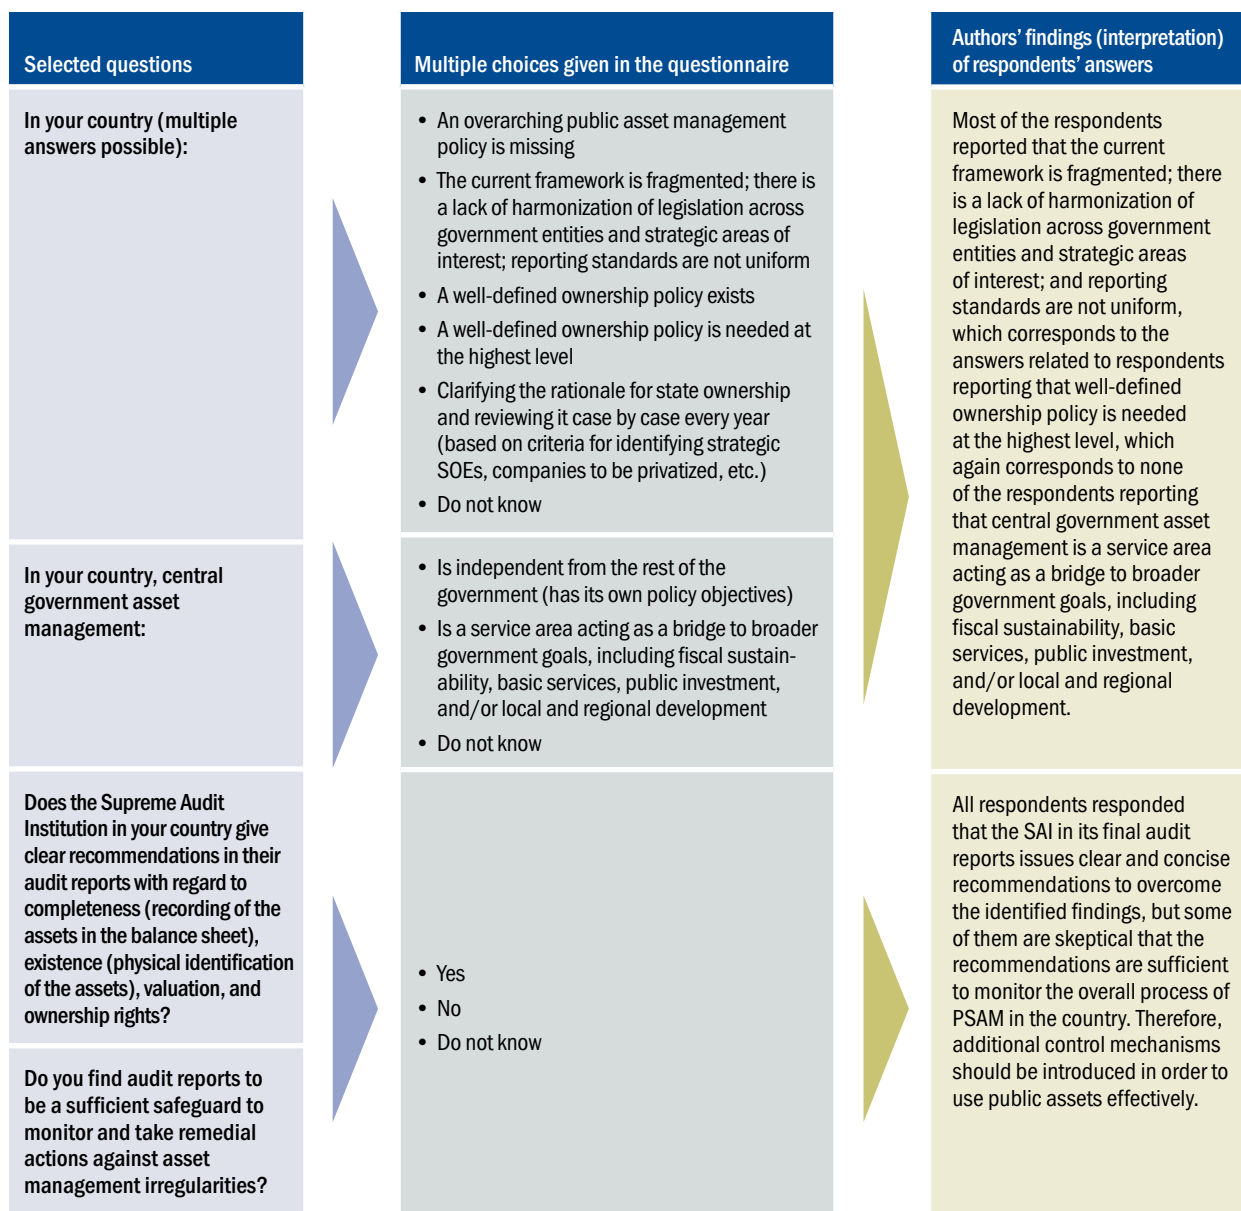 Selected questions
Multiple choices given in the questionnaire
Authors’ findings (interpretation)
of respondents’ answers
In your country (multiple
answers possible):
• An overarching public asset management
policy is missing
• The current framework is fragmented; there is
a lack of harmonization of legislation across
government entities and strategic areas of
interest; reporting standards are not uniform
• A well-defined ownership policy exists
• A well-defined ownership policy is needed at
the highest level
• Clarifying the rationale for state ownership
and reviewing it case by case every year
(based on criteria for identifying strategic
SOEs, companies to be privatized, etc.)
• Do not know
In your country, central
government asset
management:
• Is independent from the rest of the
government (has its own policy objectives)
• Is a service area acting as a bridge to broader
government goals, including fiscal sustain-
ability, basic services, public investment,
and/or local and regional development
• Do not know
Most of the respondents
reported that the current
framework is fragmented; there
is a lack of harmonization of
legislation across government
entities and strategic areas
of interest; and reporting
standards are not uniform,
which corresponds to the
answers related to respondents
reporting that well-defined
ownership policy is needed
at the highest level, which
again corresponds to none
of the respondents reporting
that central government asset
management is a service area
acting as a bridge to broader
government goals, including
fiscal sustainability, basic
services, public investment,
and/or local and regional
development.
Does the Supreme Audit
Institution in your country give
clear recommendations in their
audit reports with regard to
completeness (recording of the
assets in the balance sheet),
existence (physical identification
of the assets), valuation, and
ownership rights?
Do you find audit reports to
be a sufficient safeguard to
monitor and take remedial
actions against asset
management irregularities?
• Yes
• No
• Do not know
All respondents responded
that the SAI in its final audit
reports issues clear and concise
recommendations to overcome
the identified findings, but some
of them are skeptical that the
recommendations are sufficient
to monitor the overall process of
PSAM in the country. Therefore,
additional control mechanisms
should be introduced in order to
use public assets effectively.